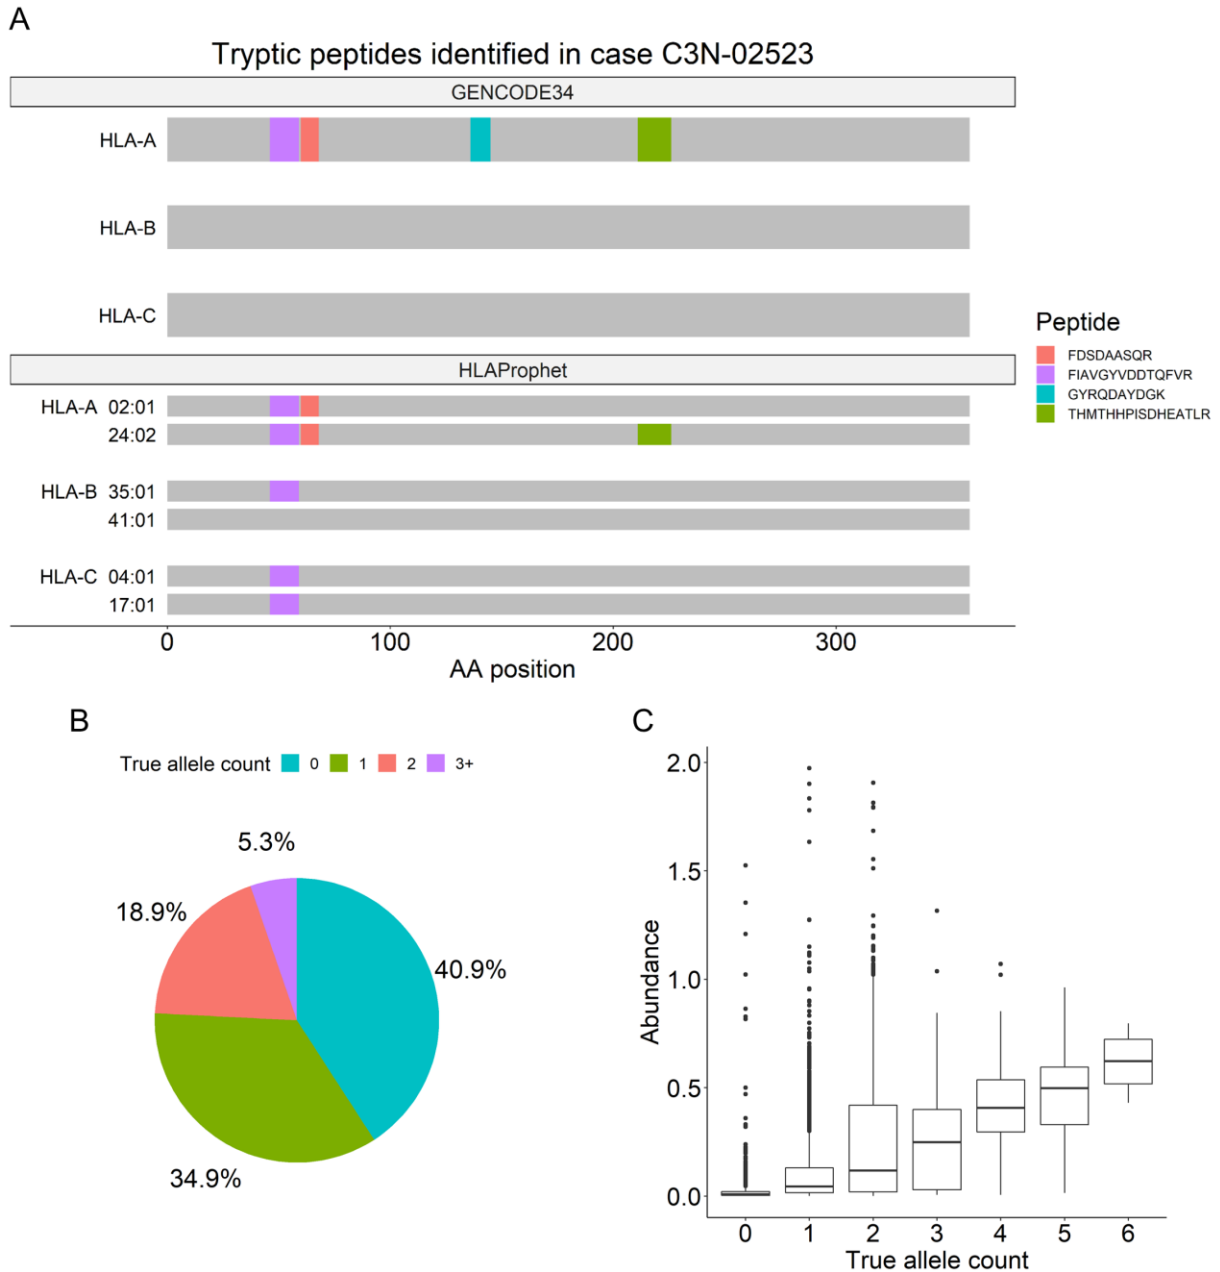 A
Tryptic peptides identified in case C3N-02523
GENCODE34
HLA-A
HLA-B
HLA-C
HLAProphet
HLA-A 02:01
24:02
HLA-B 35:01
41:01
HLA-C 04:01
17:01
0 100 200 300
AA position
Peptide
FDSDAASQR
FIAVGYVDDTQFVR
GYRQDAYDGK
THMTHHPISDHEATLR
B
True allele count 0 1 2 3+
5.3%
18.9%
40.9%
34.9%
C
Abundance
2.0
1.5
1.0
0.5
0.0
0 1 2 3 4 5 6
True allele count